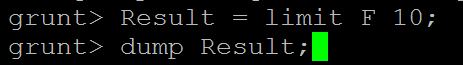 grunt> Result = limit F 10;
grunt> dump Result;